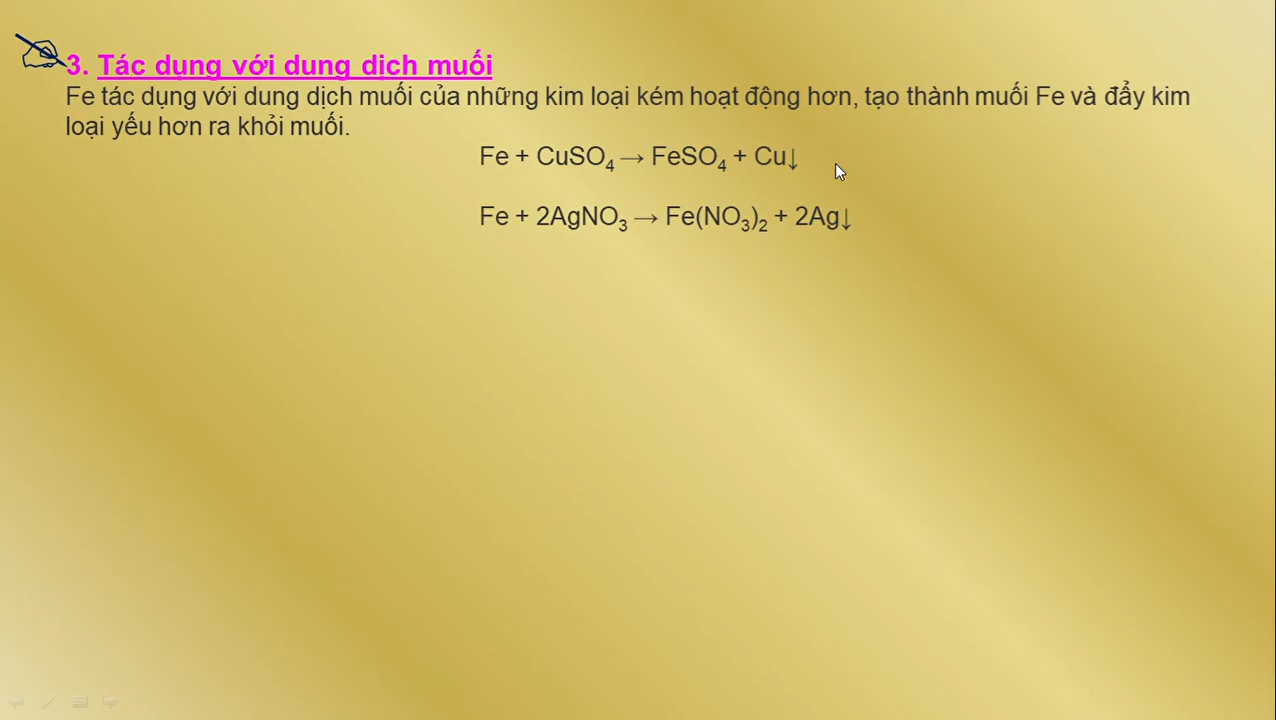 3. Tác dụng với dung dịch muối
Fe tác dụng với dung dịch muối của những kim loại kém hoạt động hơn, tạo thành muối Fe và đẩy kim
loại yếu hơn ra khỏi muối.
Fe + CuSO₄ → FeSO₄ + Cu↓
Fe + 2AgNO₃ → Fe(NO₃)₂ + 2Ag↓